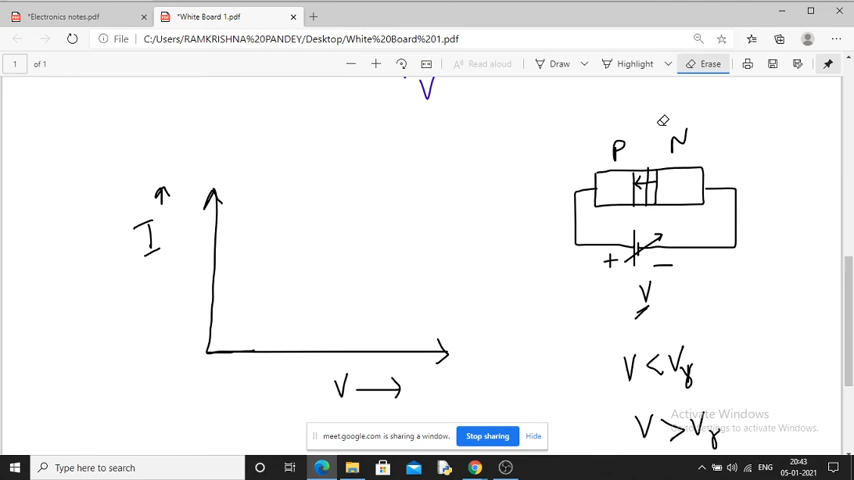 *Electronics notes.pdf
*White Board 1.pdf
File
C:/Users/RAMKRISHNA%20PANDEY/Desktop/White%20Board%201.pdf
1 of 1
Read aloud
Draw
Highlight
Erase
V
P N
I
+ −
V
V
V < Vγ
V > Vγ
Activate Windows
Go to Settings to activate Windows.
meet.google.com is sharing a window.
Stop sharing
Hide
Type here to search
ENG
20:43
05-01-2021